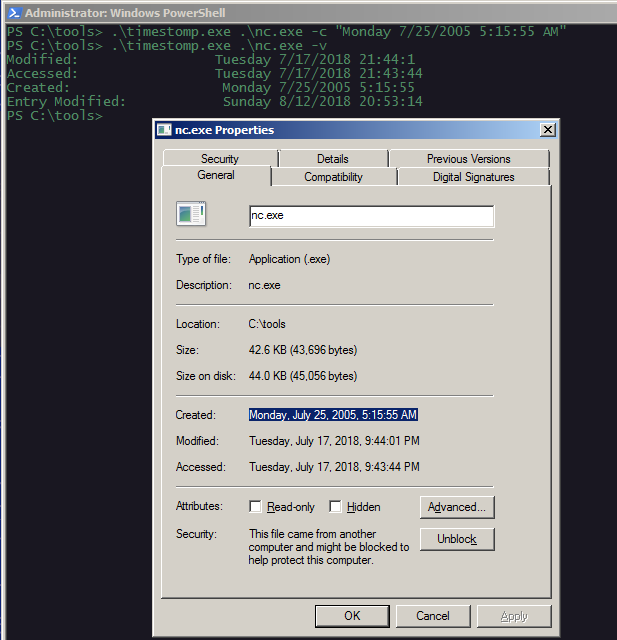 Administrator: Windows PowerShell
PS C:\tools> .\timestomp.exe .\nc.exe -c "Monday 7/25/2005 5:15:55 AM"
PS C:\tools> .\timestomp.exe .\nc.exe -v
Modified: Tuesday 7/17/2018 21:44:1
Accessed: Tuesday 7/17/2018 21:43:44
Created: Monday 7/25/2005 5:15:55
Entry Modified: Sunday 8/12/2018 20:53:14
PS C:\tools>
nc.exe Properties
Security Details Previous Versions
General Compatibility Digital Signatures
nc.exe
Type of file: Application (.exe)
Description: nc.exe
Location: C:\tools
Size: 42.6 KB (43,696 bytes)
Size on disk: 44.0 KB (45,056 bytes)
Created: Monday, July 25, 2005, 5:15:55 AM
Modified: Tuesday, July 17, 2018, 9:44:01 PM
Accessed: Tuesday, July 17, 2018, 9:43:44 PM
Attributes: Read-only Hidden Advanced...
Security: This file came from another
computer and might be blocked to
help protect this computer.
Unblock
OK Cancel Apply